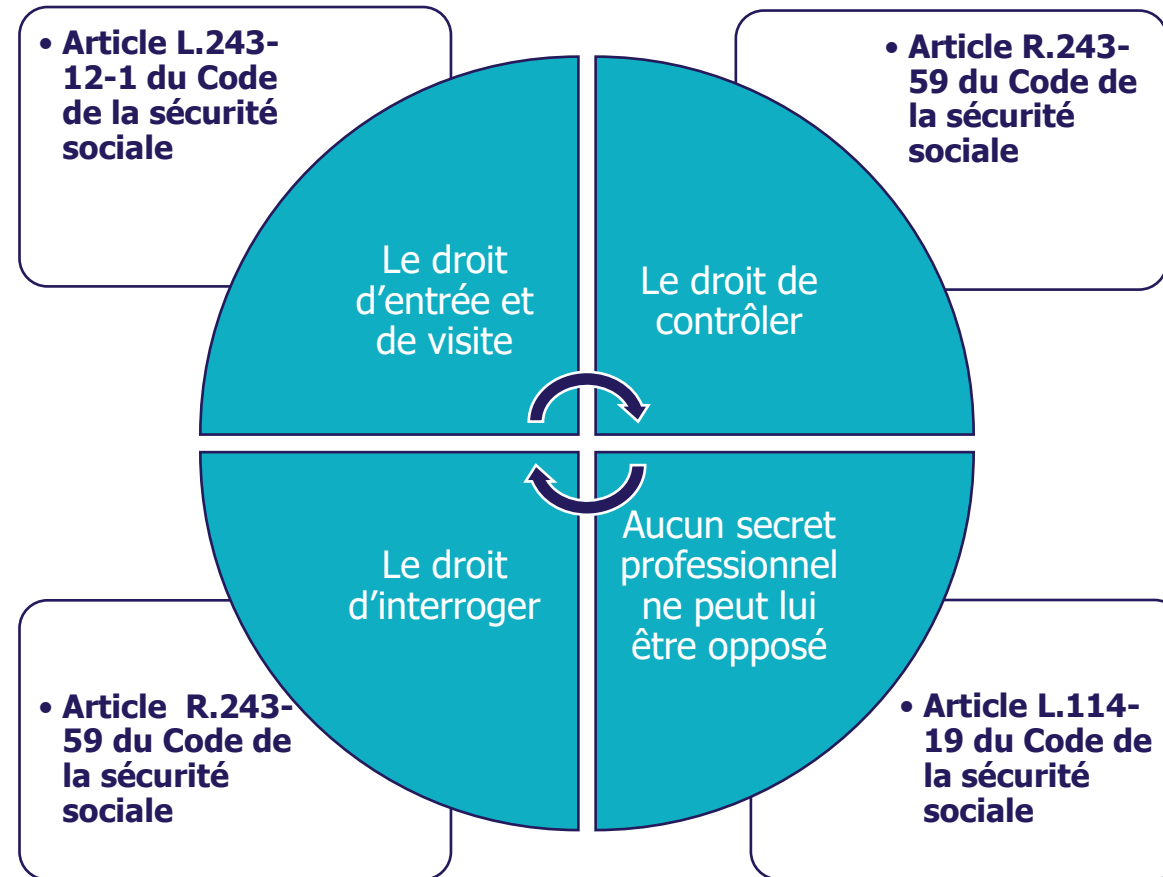 • Article L.243-
12-1 du Code
de la sécurité
sociale
Le droit
d’entrée et
de visite
• Article R.243-
59 du Code de
la sécurité
sociale
Le droit de
contrôler
Le droit
d’interroger
• Article  R.243-
59 du Code de
la sécurité
sociale
Aucun secret
professionnel
ne peut lui
être opposé
• Article L.114-
19 du Code de
la sécurité
sociale